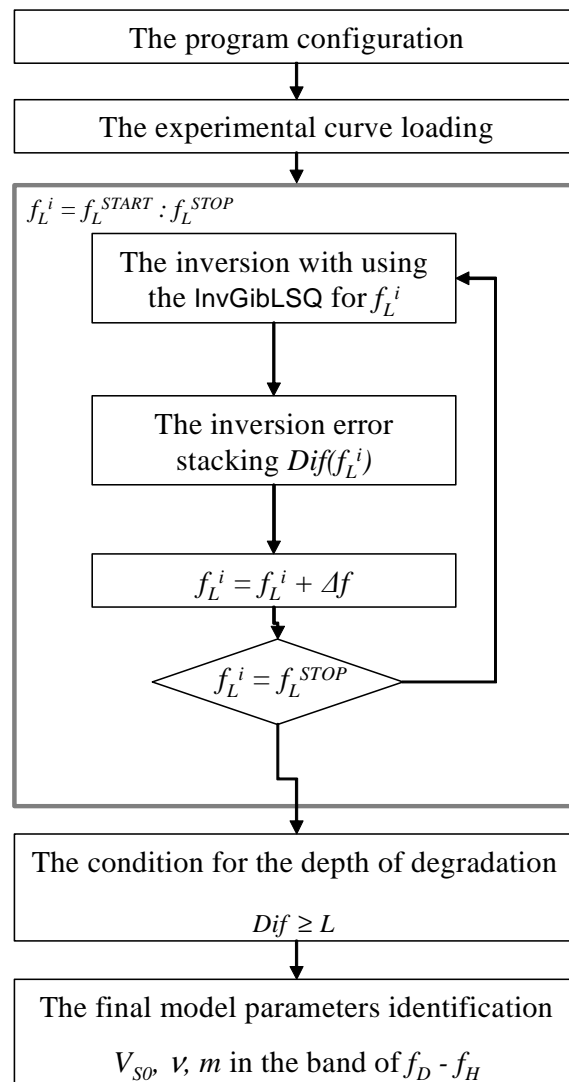 The program configuration
The experimental curve loading
f_L^i = f_L^START : f_L^STOP
The inversion with using
the InvGibLSQ for f_L^i
The inversion error
stacking Dif(f_L^i)
f_L^i = f_L^i + Δf
f_L^i = f_L^STOP
The condition for the depth of degradation
Dif ≥ L
The final model parameters identification
V_S0, ν, m in the band of f_D - f_H